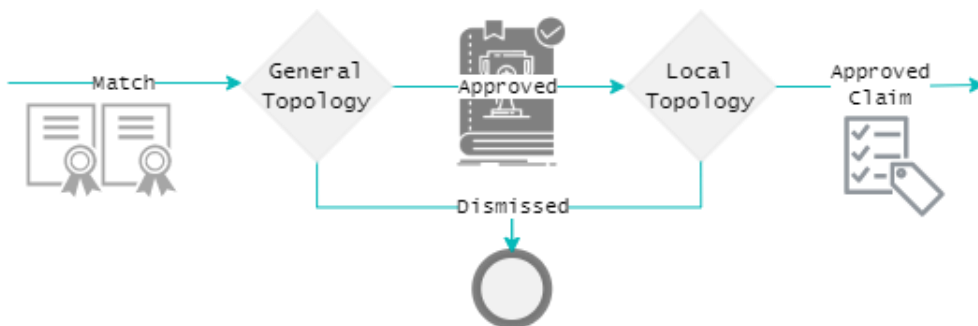 Match
General
Topology
Approved
Local
Topology
Approved
Claim
Dismissed